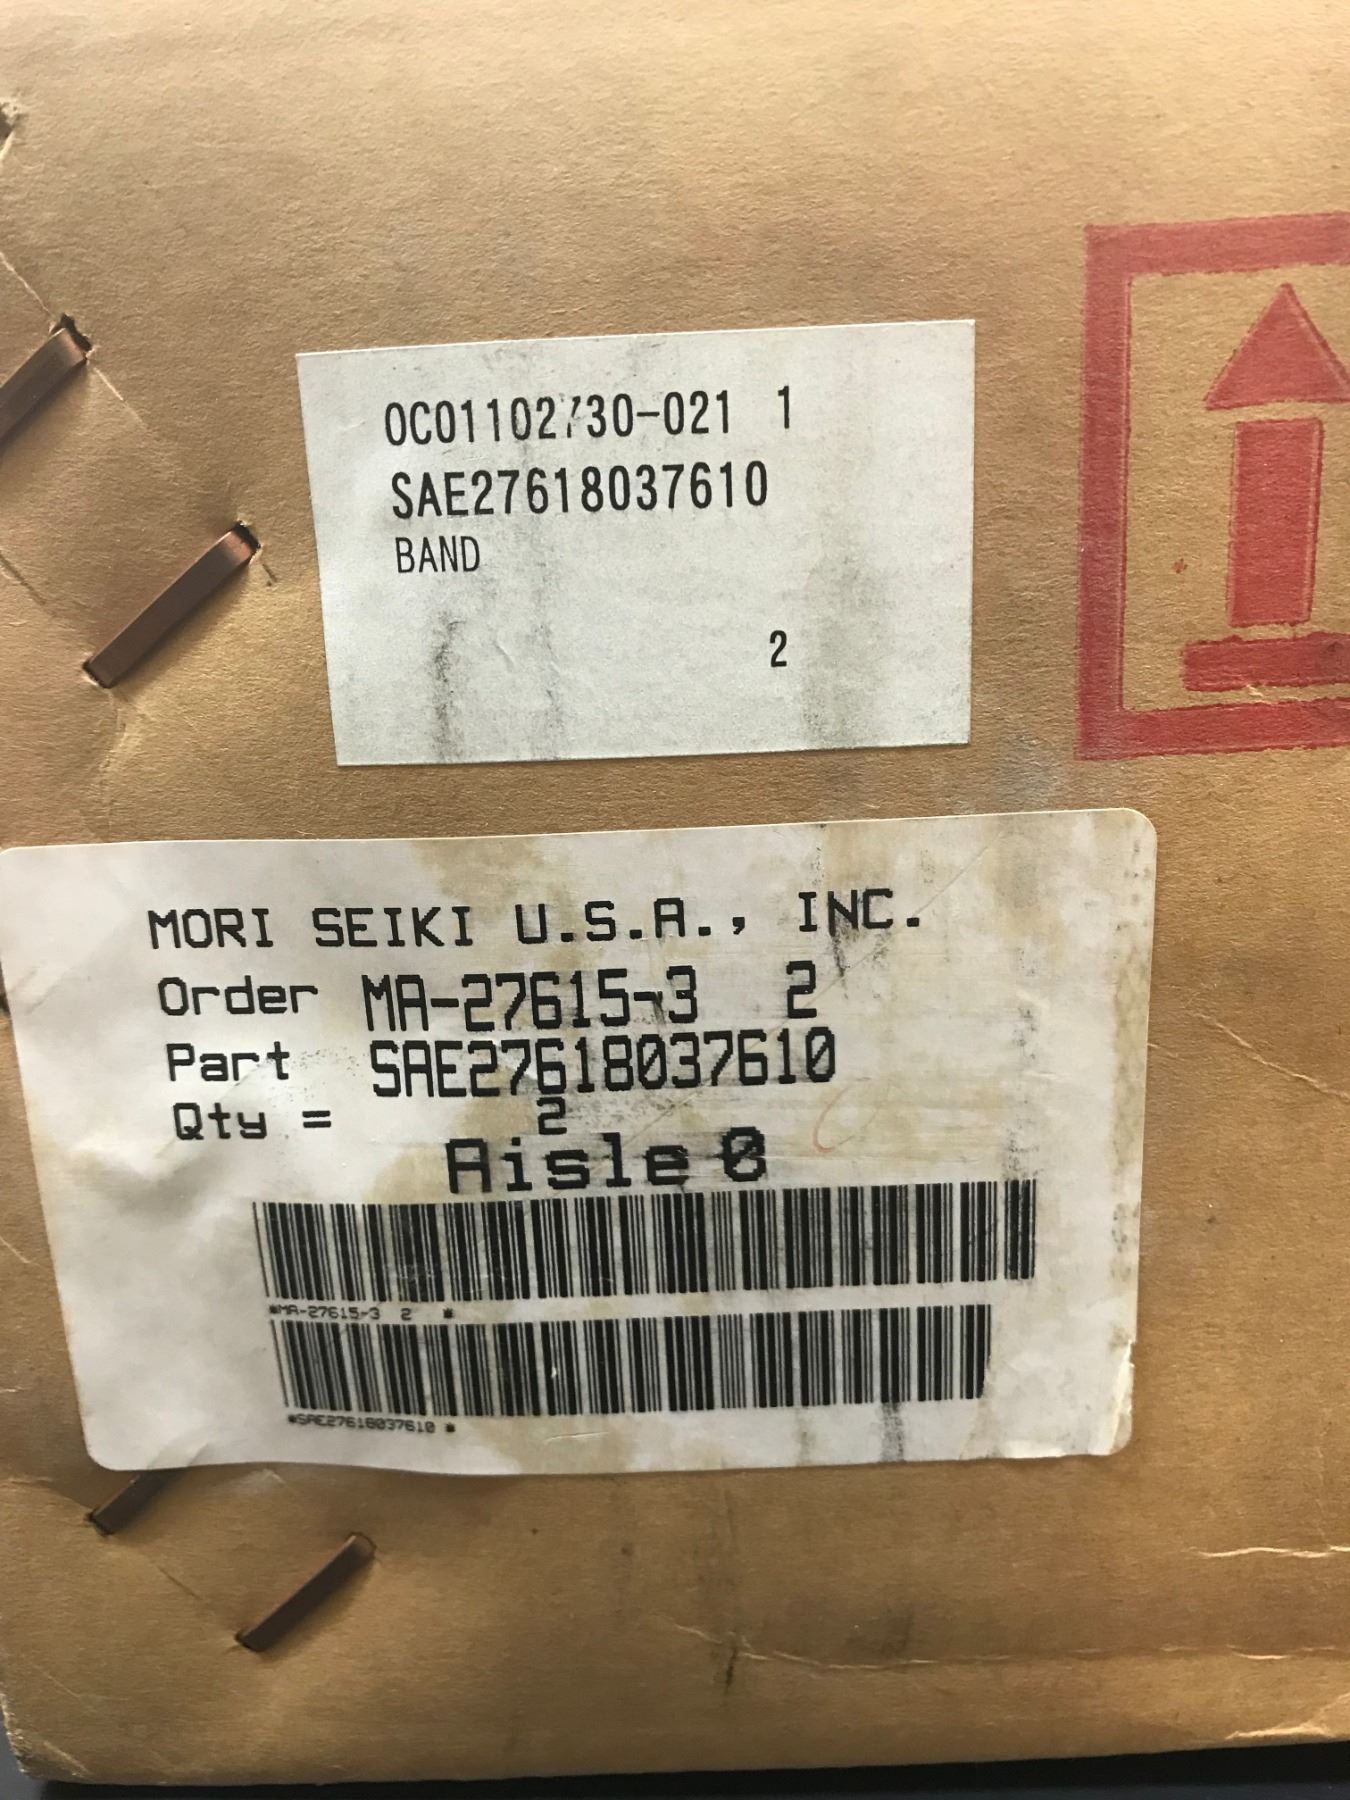 0C01102730-021 1
SAE27618037610
BAND
2
MORI SEIKI U.S.A., INC.
Order MA-27615-3 2
Part SAE27618037610
Qty = 2
Aisle 0
*MA-27615-3 2 *
*SAE27618037610 *